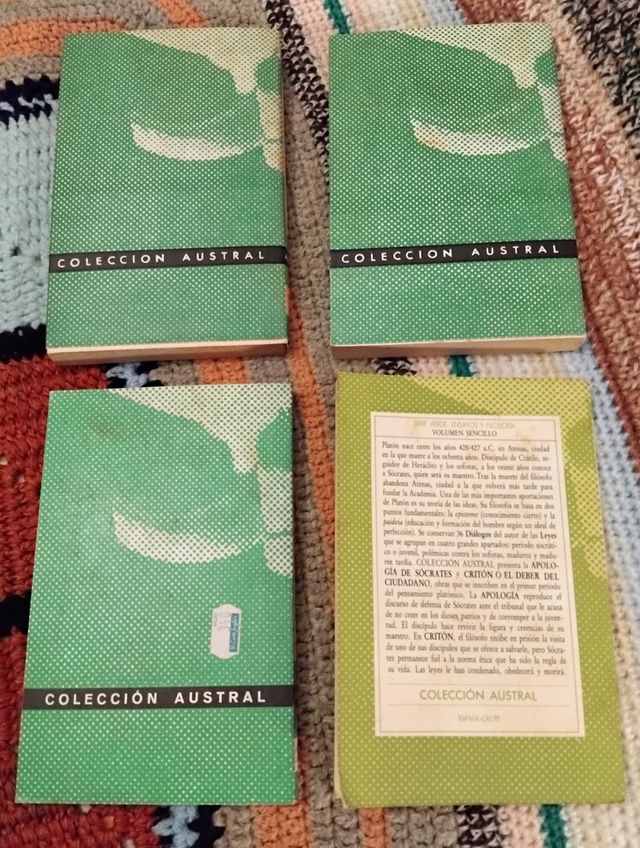 COLECCION AUSTRAL
COLECCION AUSTRAL
COLECCIÓN AUSTRAL
SERIE VERDE: ENSAYOS Y FILOSOFÍA
VOLUMEN SENCILLO
Platón nace entre los años 428/427 a.C. en Atenas, ciudad
en la que muere a los ochenta años. Discípulo de Crátilo, se-
guidor de Heráclito y los sofistas, a los veinte años conoce
a Sócrates, quien será su maestro. Tras la muerte del filósofo
abandona Atenas, ciudad a la que volverá más tarde para
fundar la Academia. Una de las más importantes aportaciones
de Platón es su teoría de las ideas. Su filosofía se basa en dos
puntos fundamentales: la episteme (conocimiento cierto) y la
paideia (educación y formación del hombre según un ideal de
perfección). Se conservan 36 Diálogos del autor de las Leyes
que se agrupan en cuatro grandes apartados: período socráti-
co o juvenil, polémicas contra los sofistas, madurez y madu-
rez tardía. COLECCIÓN AUSTRAL presenta la APOLO-
GÍA DE SÓCRATES y CRITÓN O EL DEBER DEL
CIUDADANO, obras que se inscriben en el primer período
del pensamiento platónico. La APOLOGÍA reproduce el
discurso de defensa de Sócrates ante el tribunal que le acusa
de no creer en los dioses patrios y de corromper a la juven-
tud. El discípulo hace revivir la figura y creencias de su
maestro. En CRITÓN, el filósofo recibe en prisión la visita
de uno de sus discípulos que se ofrece a salvarle, pero Sócra-
tes permanece fiel a la norma ética que ha sido la regla de
su vida. Las leyes le han condenado, obedecerá y morirá.
COLECCIÓN AUSTRAL
ESPASA-CALPE